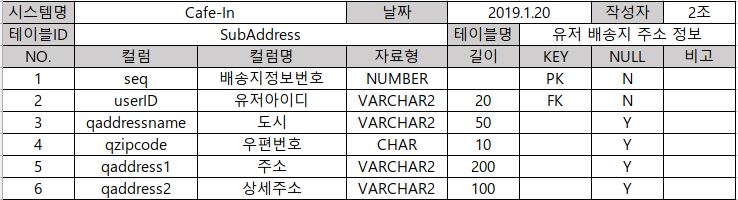 시스템명 Cafe-In 날짜 2019.1.20 작성자 2조
테이블ID SubAddress 테이블명 유저 배송지 주소 정보
NO. 컬럼 컬럼명 자료형 길이 KEY NULL 비고
1 seq 배송지정보번호 NUMBER PK N
2 userID 유저아이디 VARCHAR2 20 FK N
3 qaddressname 도시 VARCHAR2 50 Y
4 qzipcode 우편번호 CHAR 10 Y
5 qaddress1 주소 VARCHAR2 200 Y
6 qaddress2 상세주소 VARCHAR2 100 Y